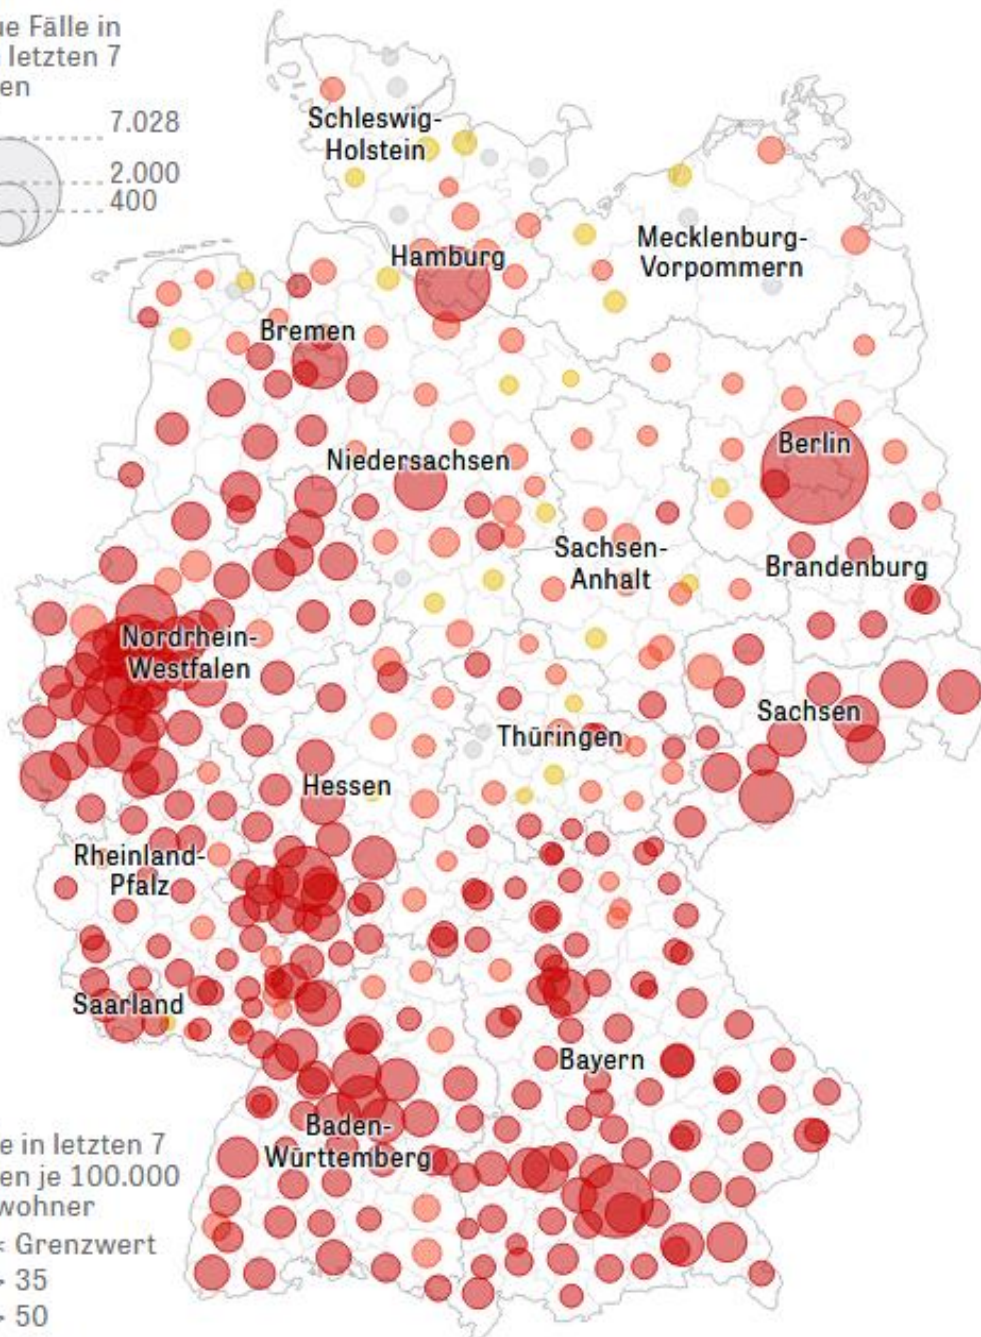 ue Fälle in
letzten 7
en
7.028
2.000
400
Schleswig-
Holstein
Mecklenburg-
Vorpommern
Hamburg
Bremen
Berlin
Niedersachsen
Sachsen-
Anhalt
Brandenburg
Nordrhein-
Westfalen
Sachsen
Thüringen
Hessen
Rheinland-
Pfalz
Saarland
Bayern
Baden-
Württemberg
e in letzten 7
en je 100.000
wohner
< Grenzwert
> 35
> 50